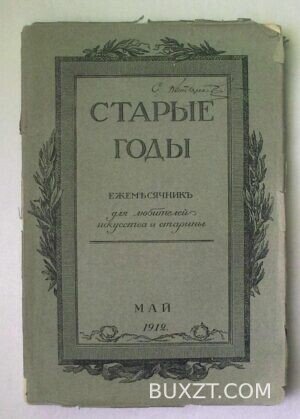 СТАРЫЕ
ГОДЫ
ЕЖЕМѢСЯЧНИКЪ
для любителей
искусства и старины
МАЙ
1912.
BUXZT.COM